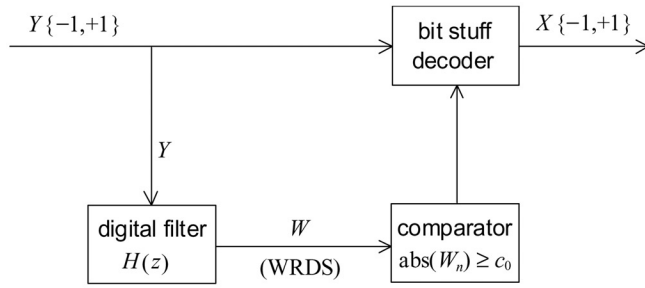 Y{-1,+1}
bit stuff
decoder
X{-1,+1}
Y
digital filter
H(z)
W
(WRDS)
comparator
abs(Wₙ) ≥ c₀